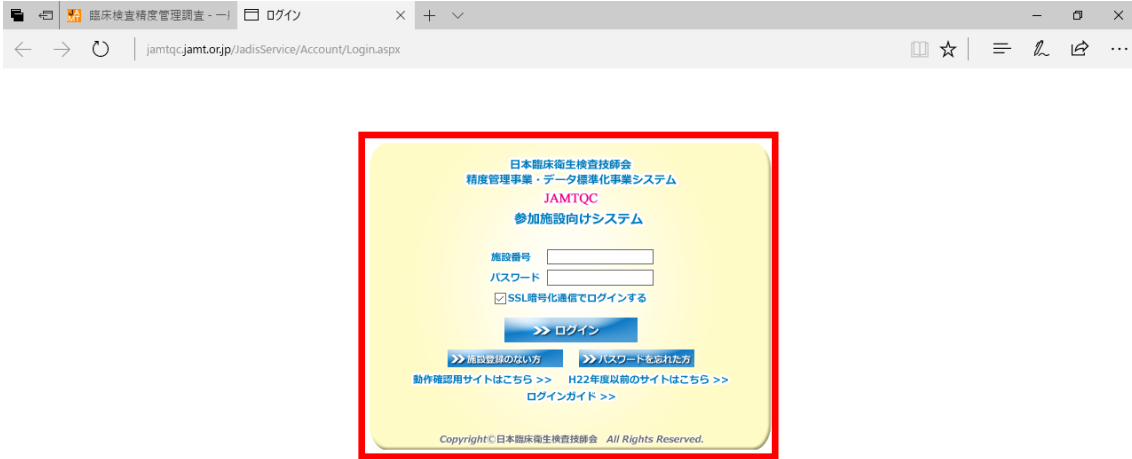 臨床検査精度管理調査 - 一
ログイン
jamtqc.jamt.or.jp/JadisService/Account/Login.aspx
日本臨床衛生検査技師会
精度管理事業・データ標準化事業システム
JAMTQC
参加施設向けシステム
施設番号
パスワード
SSL暗号化通信でログインする
>> ログイン
>> 施設登録のない方 >> パスワードを忘れた方
動作確認用サイトはこちら >> H22年度以前のサイトはこちら >>
ログインガイド >>
Copyright©日本臨床衛生検査技師会 All Rights Reserved.